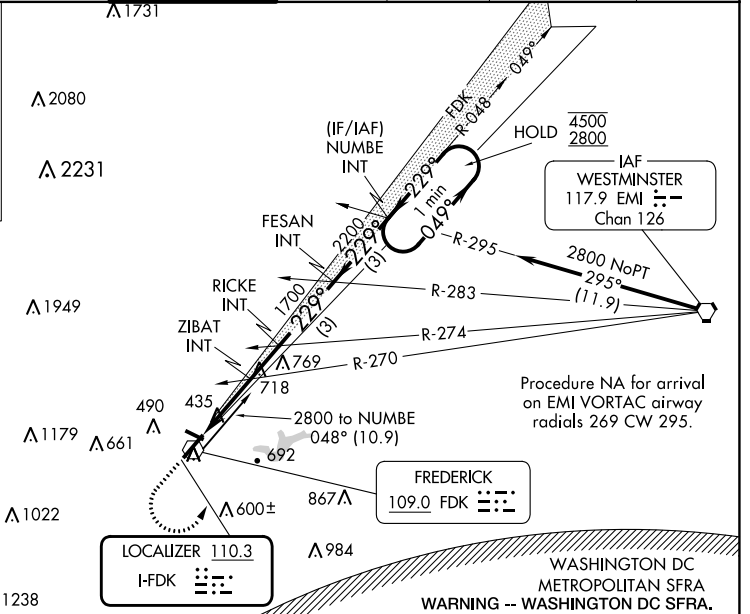 1731
2080
2231
(IF/IAF)
NUMBE
INT
FDK
R-048
049°
HOLD
4500
2800
IAF
WESTMINSTER
117.9 EMI
Chan 126
229°
1 min
049°
FESAN
INT
2200
229°
(3)
R-295
2800 NoPT
295°
(11.9)
RICKE
INT
1700
229°
(3)
R-283
1949
ZIBAT
INT
R-274
R-270
769
718
Procedure NA for arrival
on EMI VORTAC airway
radials 269 CW 295.
490
435
2800 to NUMBE
048° (10.9)
1179
661
692
FREDERICK
109.0 FDK
867
600±
1022
LOCALIZER 110.3
I-FDK
984
1238
WASHINGTON DC
METROPOLITAN SFRA
WARNING -- WASHINGTON DC SFRA.